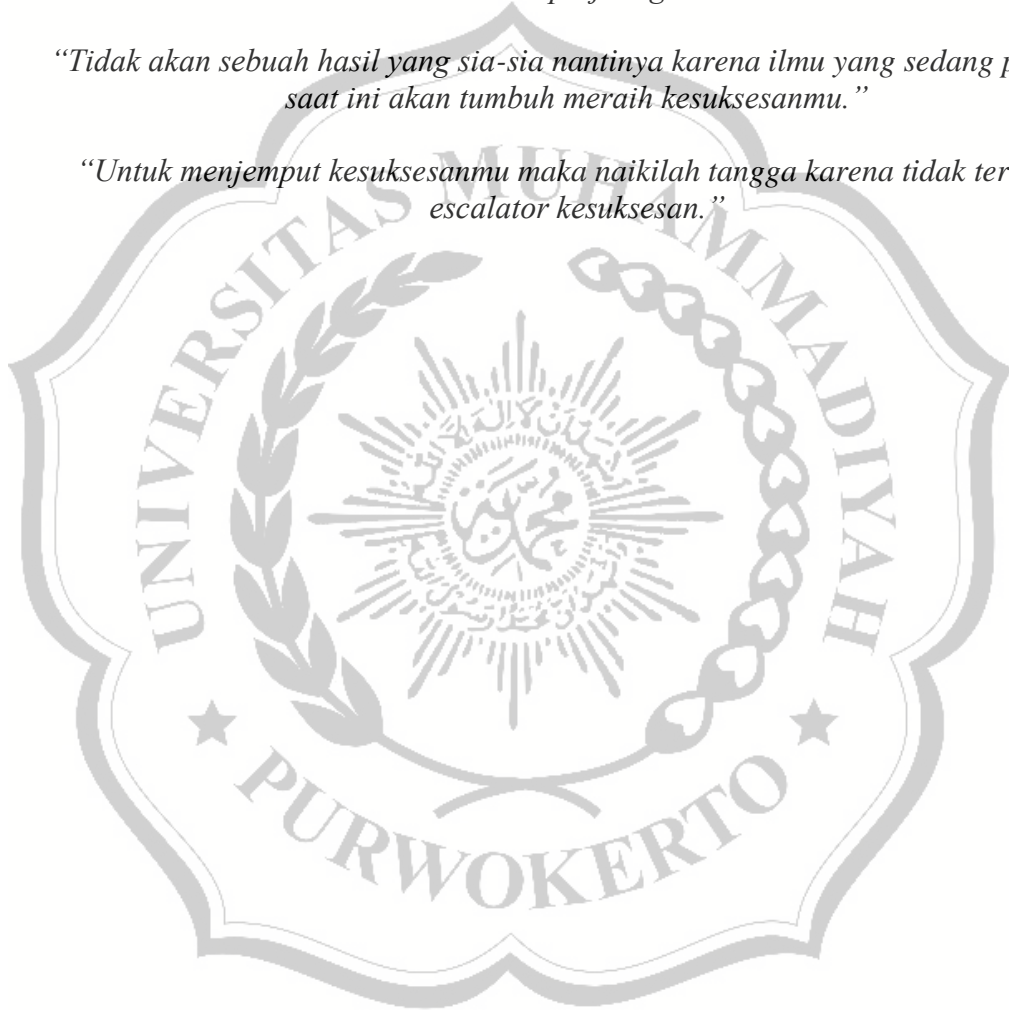 “Tidak akan sebuah hasil yang sia-sia nantinya karena ilmu yang sedang
saat ini akan tumbuh meraih kesuksesanmu.”
“Untuk menjemput kesuksesanmu maka naikilah tangga karena tidak
escalator kesuksesan.”
UNIVERSITAS MUHAMMADIYAH
PURWOKERTO